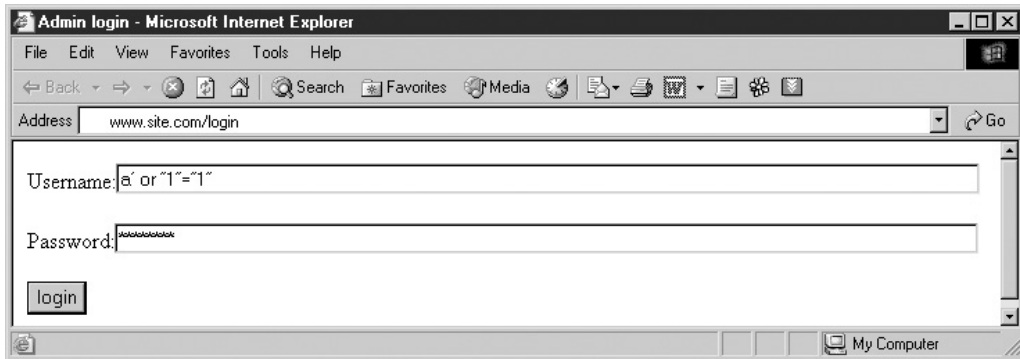 Admin login - Microsoft Internet Explorer
File Edit View Favorites Tools Help
Back Search Favorites Media
Address www.site.com/login Go
Username: a´ or ˝1˝=˝1˝
Password: *********
login
My Computer